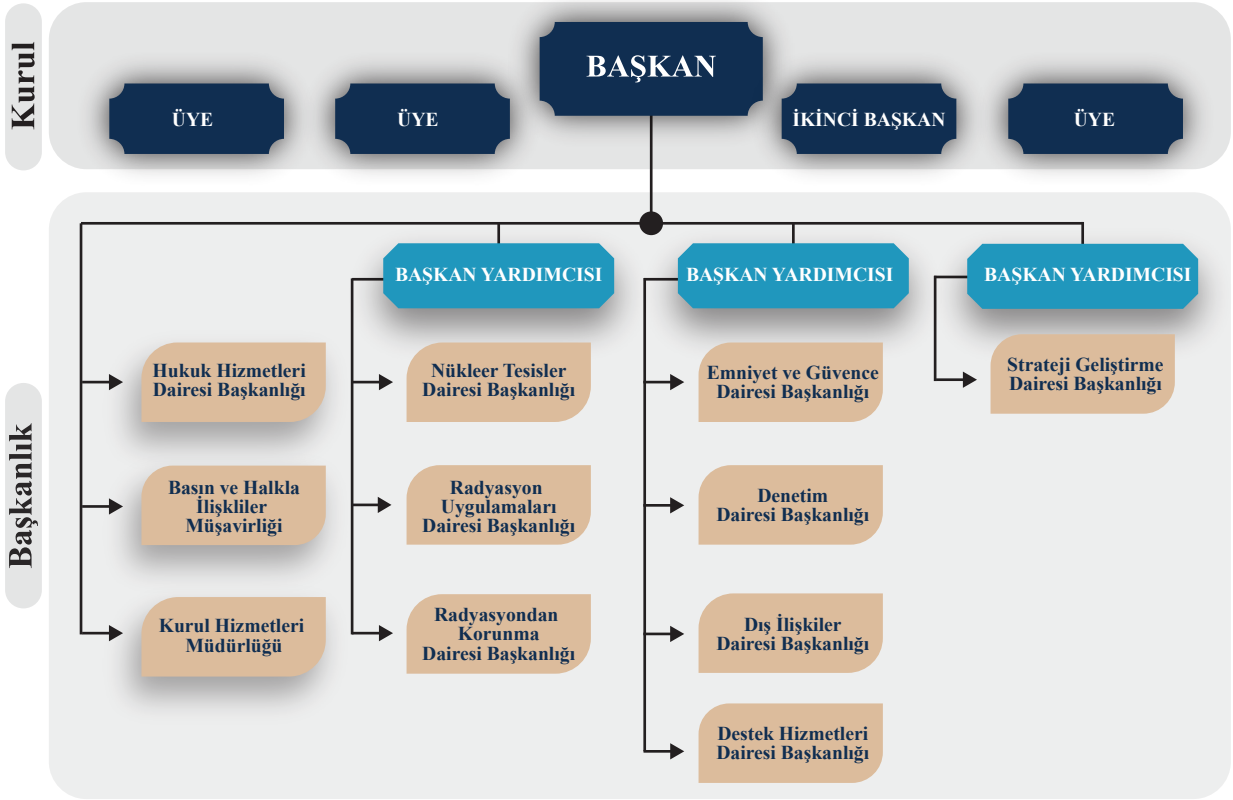 Kurul
BAŞKAN
ÜYE
ÜYE
İKİNCİ BAŞKAN
ÜYE
Başkanlık
BAŞKAN YARDIMCISI
BAŞKAN YARDIMCISI
BAŞKAN YARDIMCISI
Hukuk Hizmetleri
Dairesi Başkanlığı
Basın ve Halkla
İlişkliler
Müşavirliği
Kurul Hizmetleri
Müdürlüğü
Nükleer Tesisler
Dairesi Başkanlığı
Radyasyon
Uygulamaları
Dairesi Başkanlığı
Radyasyondan
Korunma
Dairesi Başkanlığı
Emniyet ve Güvence
Dairesi Başkanlığı
Denetim
Dairesi Başkanlığı
Dış İlişkiler
Dairesi Başkanlığı
Destek Hizmetleri
Dairesi Başkanlığı
Strateji Geliştirme
Dairesi Başkanlığı